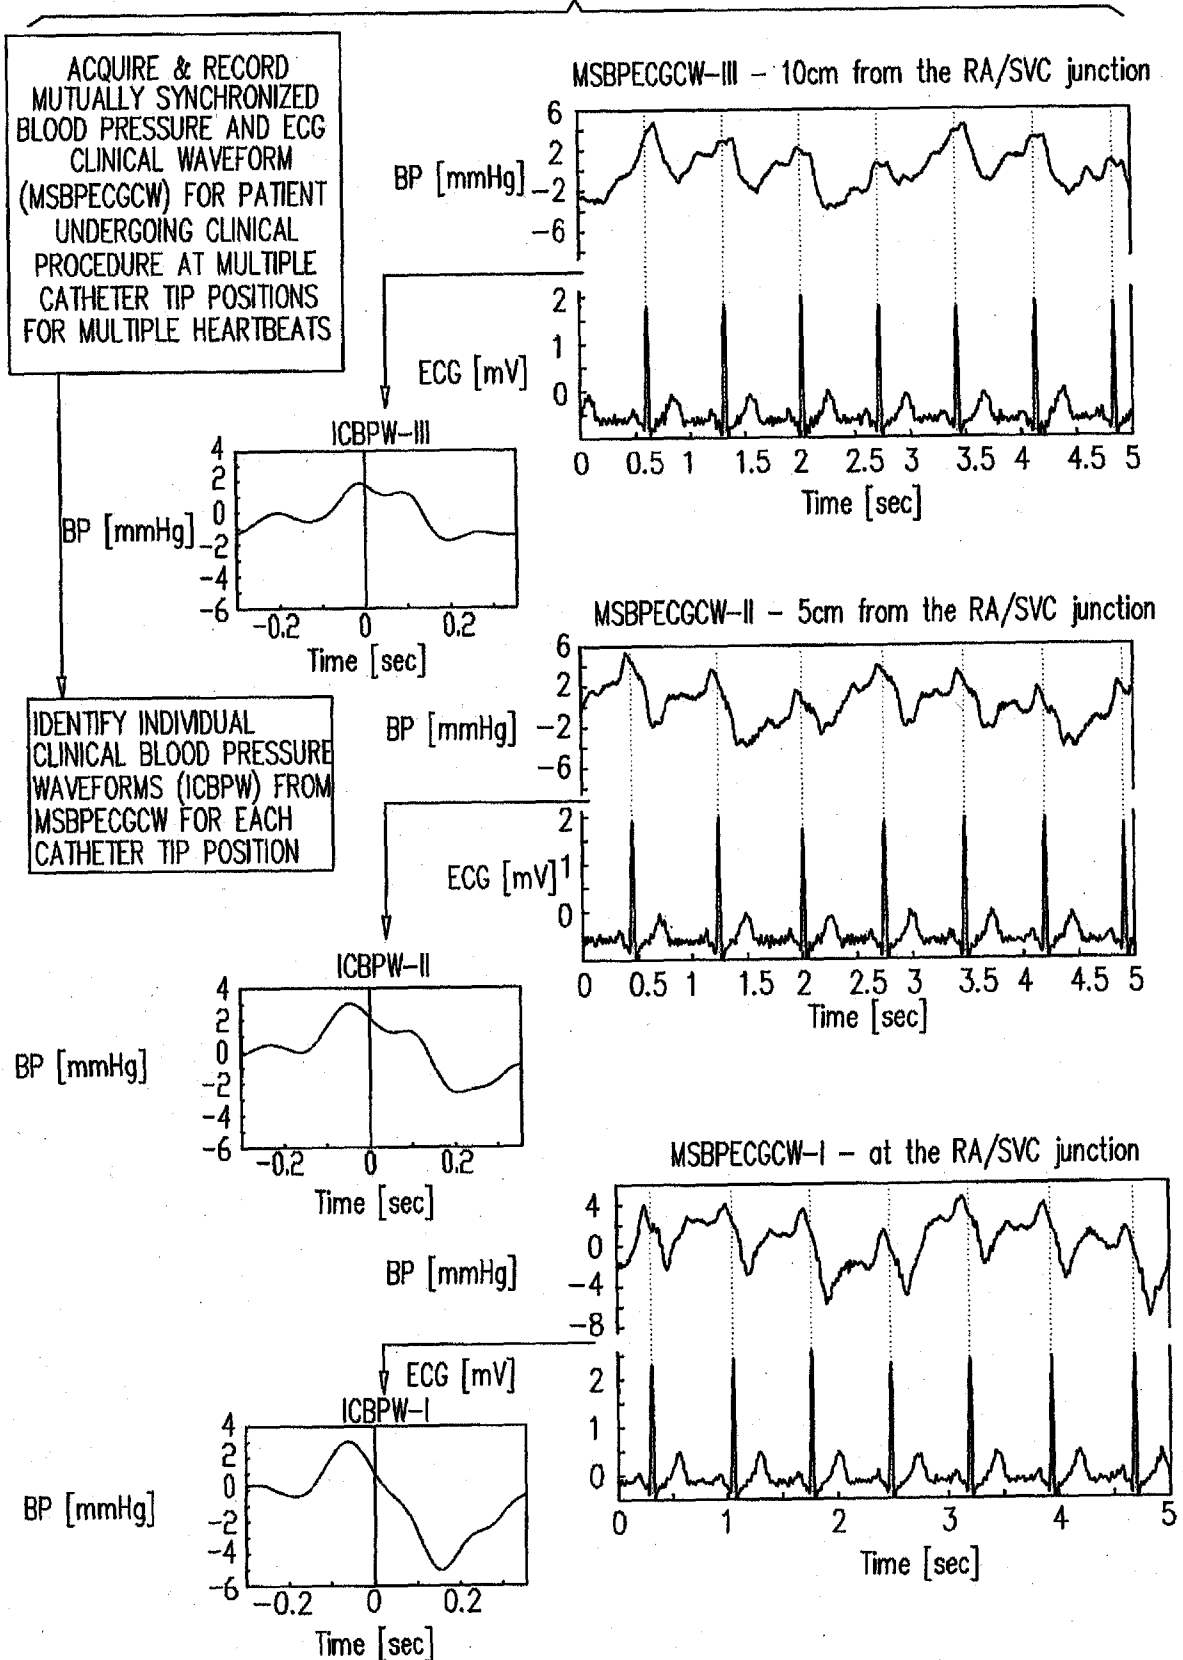 ACQUIRE & RECORD
MUTUALLY SYNCHRONIZED
BLOOD PRESSURE AND ECG
CLINICAL WAVEFORM
(MSBPECGCW) FOR PATIENT
UNDERGOING CLINICAL
PROCEDURE AT MULTIPLE
CATHETER TIP POSITIONS
FOR MULTIPLE HEARTBEATS
MSBPECGCW-III - 10cm from the RA/SVC junction
6
2
-2
-6
BP [mmHg]
2
1
0
ECG [mV]
0 0.5 1 1.5 2 2.5 3 3.5 4 4.5 5
Time [sec]
ICBPW-III
4
2
0
-2
-4
-6
BP [mmHg]
-0.2 0 0.2
Time [sec]
IDENTIFY INDIVIDUAL
CLINICAL BLOOD PRESSURE
WAVEFORMS (ICBPW) FROM
MSBPECGCW FOR EACH
CATHETER TIP POSITION
MSBPECGCW-II - 5cm from the RA/SVC junction
6
2
-2
-6
BP [mmHg]
2
1
0
ECG [mV]
0 0.5 1 1.5 2 2.5 3 3.5 4 4.5 5
Time [sec]
ICBPW-II
4
2
0
-2
-4
-6
BP [mmHg]
-0.2 0 0.2
Time [sec]
MSBPECGCW-I - at the RA/SVC junction
4
0
-4
-8
BP [mmHg]
2
1
0
ECG [mV]
0 1 2 3 4 5
Time [sec]
ICBPW-I
4
2
0
-2
-4
-6
BP [mmHg]
-0.2 0 0.2
Time [sec]